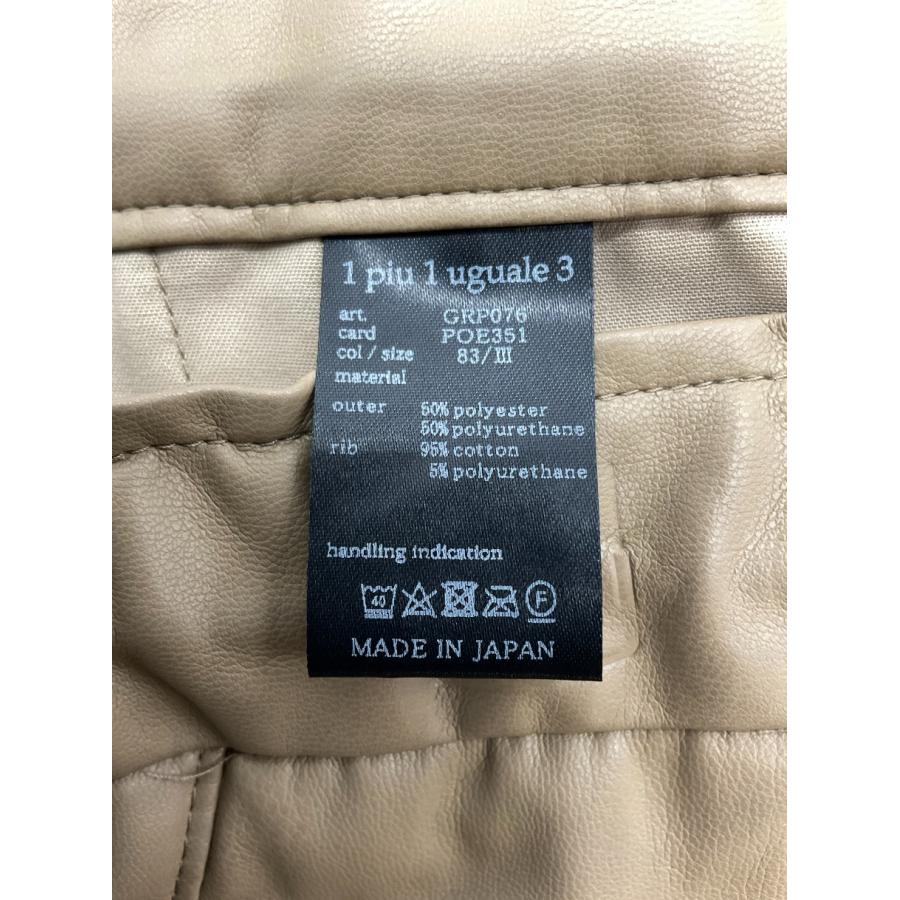 1 piu 1 uguale 3
art. GRP076
card POE351
col / size 83/III
material
outer 50% polyester
50% polyurethane
rib 95% cotton
5% polyurethane
handling indication
40 F
MADE IN JAPAN